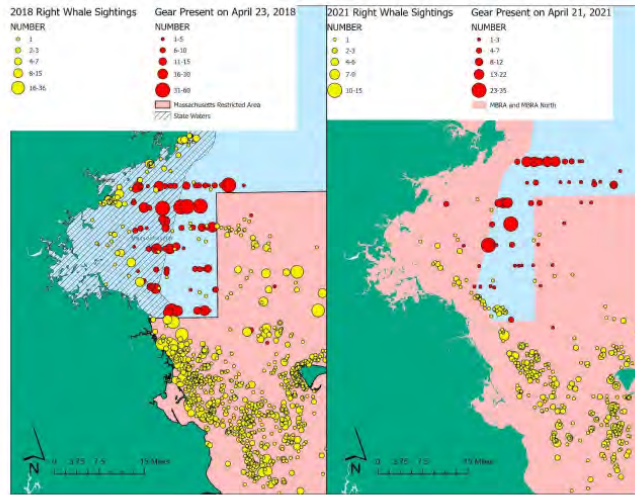 2018 Right Whale Sightings
NUMBER
1
2-3
4-7
8-15
16-36
Gear Present on April 23, 2018
NUMBER
1-5
6-10
11-15
16-30
31-60
Massachusetts Restricted Area
State Waters
N
0 3.75 7.5 15 Miles
2021 Right Whale Sightings
NUMBER
1
2-3
4-6
7-9
10-15
Gear Present on April 21, 2021
NUMBER
1-3
4-7
8-12
13-22
23-35
MBRA and MBRA North
N
0 3.75 7.5 15 Miles